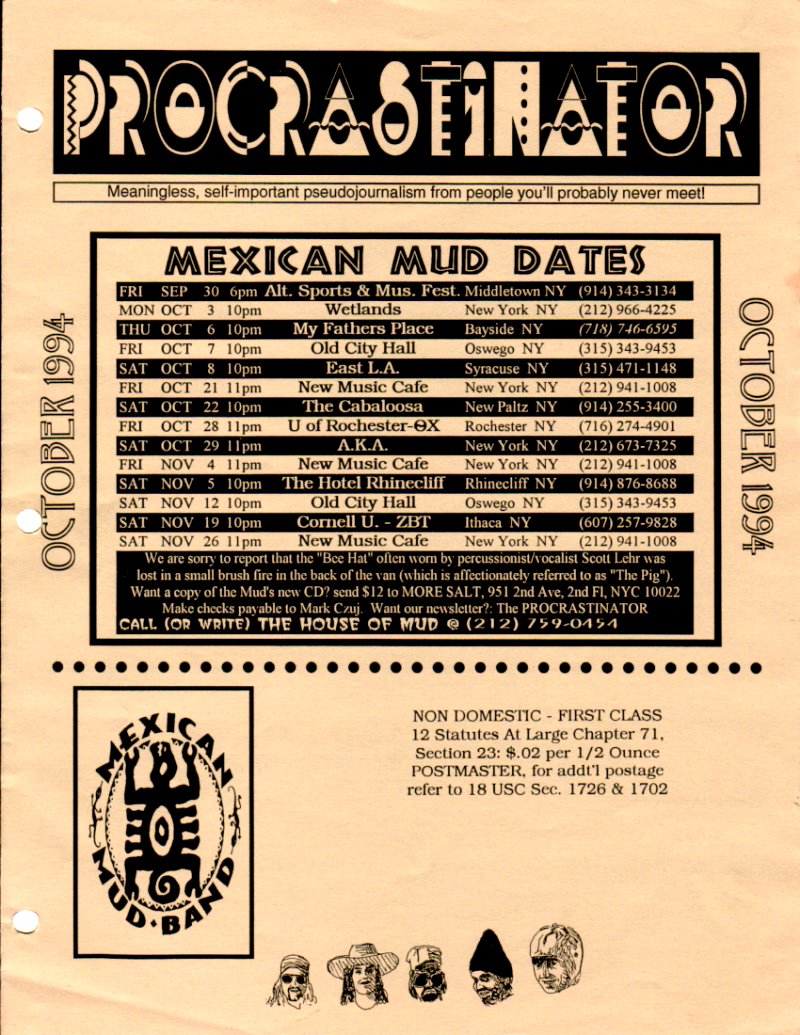 PROCRASTINATOR
Meaningless, self-important pseudojournalism from people you'll probably never meet!
OCTOBER 1994
MEXICAN MUD DATES
FRI SEP 30 6pm Alt. Sports & Mus. Fest. Middletown NY (914) 343-3134
MON OCT 3 10pm Wetlands New York NY (212) 966-4225
THU OCT 6 10pm My Fathers Place Bayside NY (718) 746-6595
FRI OCT 7 10pm Old City Hall Oswego NY (315) 343-9453
SAT OCT 8 10pm East L.A. Syracuse NY (315) 471-1148
FRI OCT 21 11pm New Music Cafe New York NY (212) 941-1008
SAT OCT 22 10pm The Cabaloosa New Paltz NY (914) 255-3400
FRI OCT 28 11pm U of Rochester-ΘX Rochester NY (716) 274-4901
SAT OCT 29 11pm A.K.A. New York NY (212) 673-7325
FRI NOV 4 11pm New Music Cafe New York NY (212) 941-1008
SAT NOV 5 10pm The Hotel Rhinecliff Rhinecliff NY (914) 876-8688
SAT NOV 12 10pm Old City Hall Oswego NY (315) 343-9453
SAT NOV 19 10pm Cornell U. - ZBT Ithaca NY (607) 257-9828
SAT NOV 26 11pm New Music Cafe New York NY (212) 941-1008
We are sorry to report that the "Bee Hat" often worn by percussionist/vocalist Scott Lehr was
lost in a small brush fire in the back of the van (which is affectionately referred to as "The Pig").
Want a copy of the Mud's new CD? send $12 to MORE SALT, 951 2nd Ave, 2nd Fl, NYC 10022
Make checks payable to Mark Czuj. Want our newsletter?: The PROCRASTINATOR
CALL (OR WRITE) THE HOUSE OF MUD @ (212) 759-0454
OCTOBER 1994
MEXICAN
MUD • BAND
NON DOMESTIC - FIRST CLASS
12 Statutes At Large Chapter 71,
Section 23: $.02 per 1/2 Ounce
POSTMASTER, for addt'l postage
refer to 18 USC Sec. 1726 & 1702